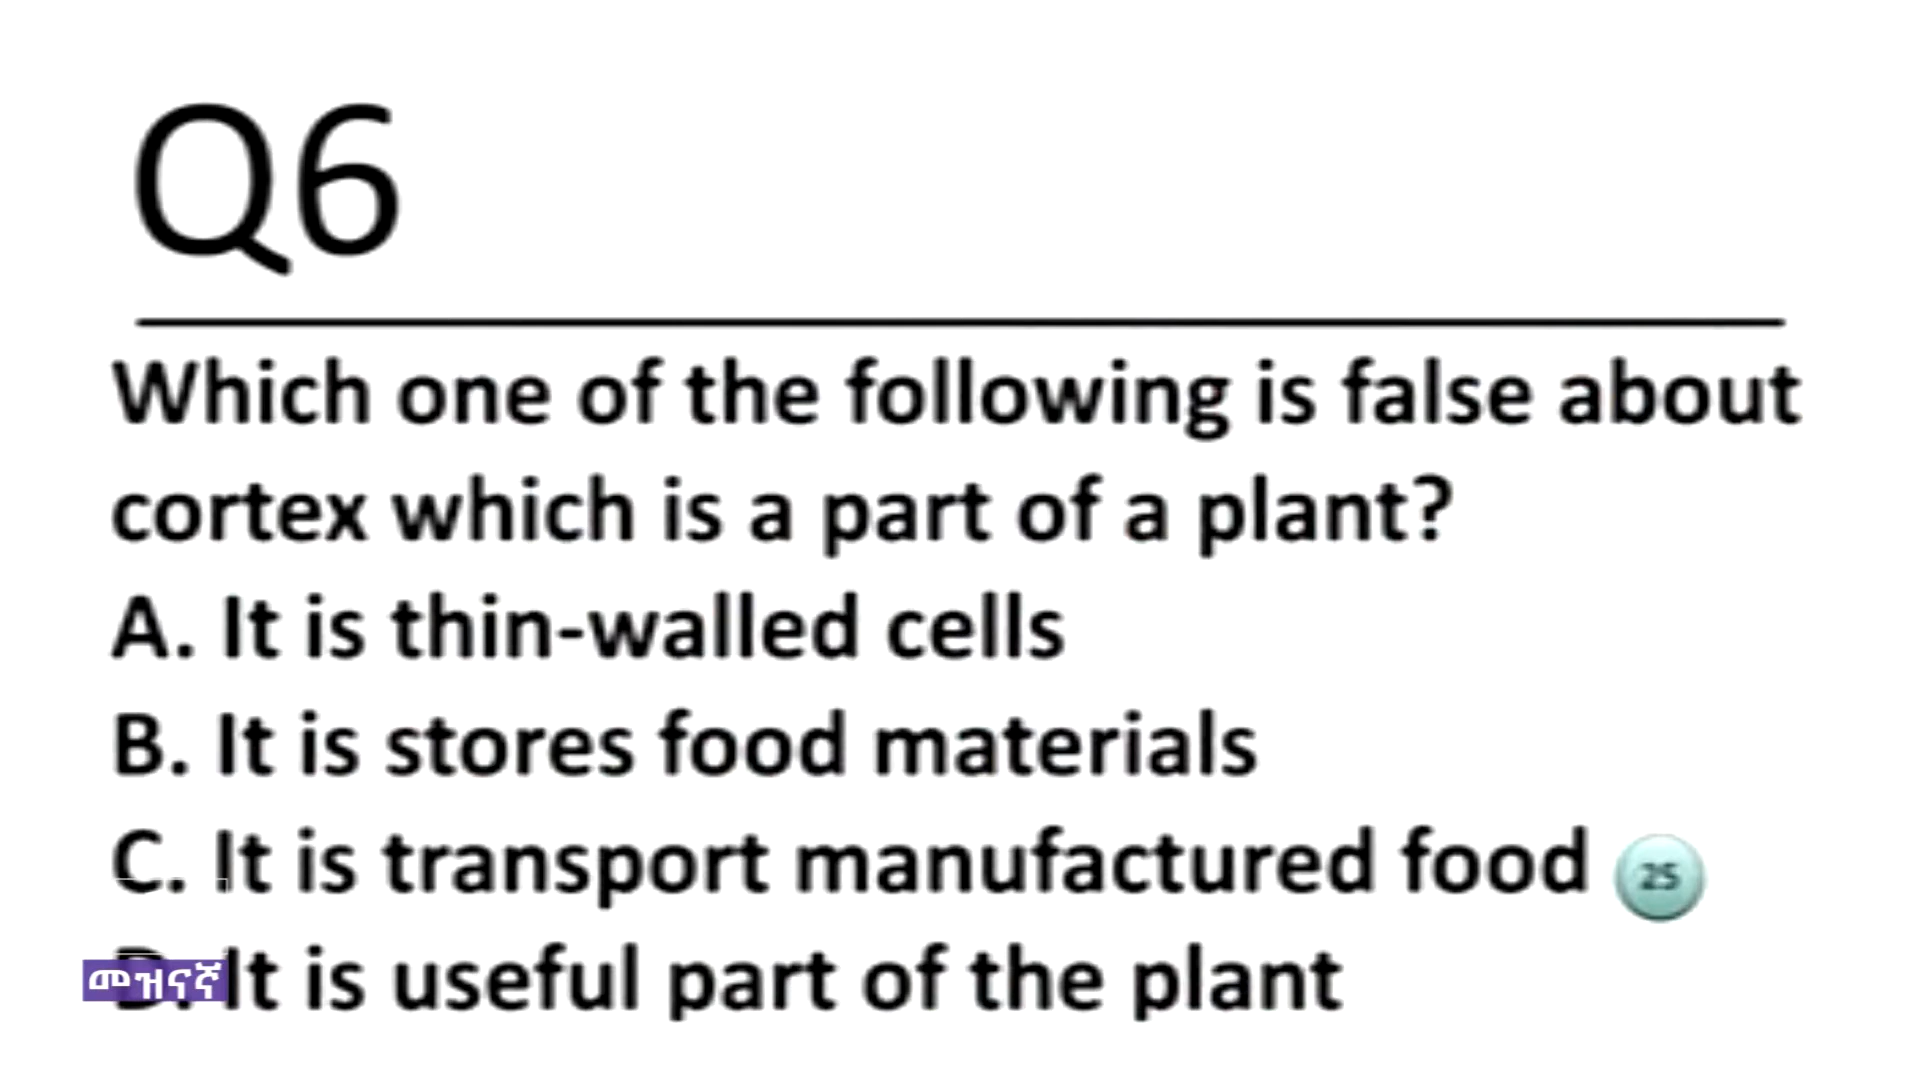 Q6
Which one of the following is false about
cortex which is a part of a plant?
A. It is thin-walled cells
B. It is stores food materials
C. It is transport manufactured food
25
D. It is useful part of the plant
መዝናኛ